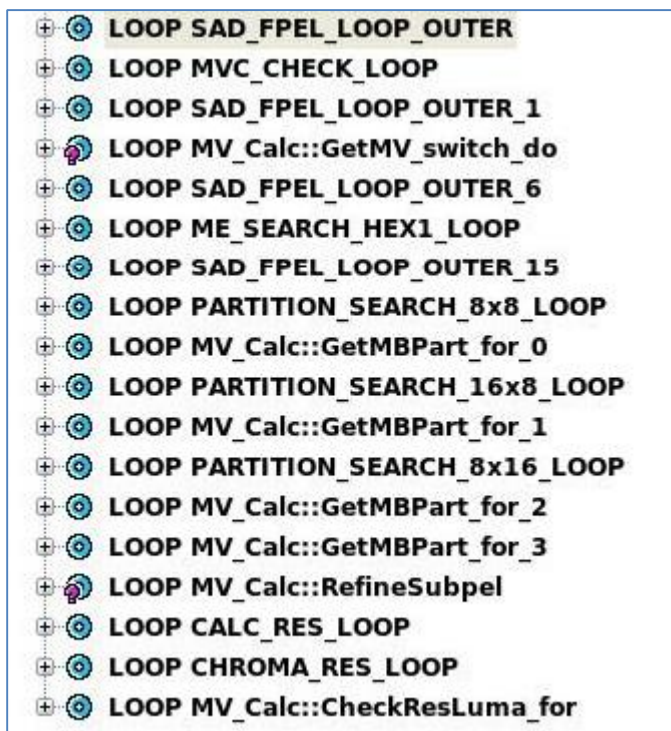 LOOP SAD_FPEL_LOOP_OUTER
LOOP MVC_CHECK_LOOP
LOOP SAD_FPEL_LOOP_OUTER_1
LOOP MV_Calc::GetMV_switch_do
LOOP SAD_FPEL_LOOP_OUTER_6
LOOP ME_SEARCH_HEX1_LOOP
LOOP SAD_FPEL_LOOP_OUTER_15
LOOP PARTITION_SEARCH_8x8_LOOP
LOOP MV_Calc::GetMBPart_for_0
LOOP PARTITION_SEARCH_16x8_LOOP
LOOP MV_Calc::GetMBPart_for_1
LOOP PARTITION_SEARCH_8x16_LOOP
LOOP MV_Calc::GetMBPart_for_2
LOOP MV_Calc::GetMBPart_for_3
LOOP MV_Calc::RefineSubpel
LOOP CALC_RES_LOOP
LOOP CHROMA_RES_LOOP
LOOP MV_Calc::CheckResLuma_for